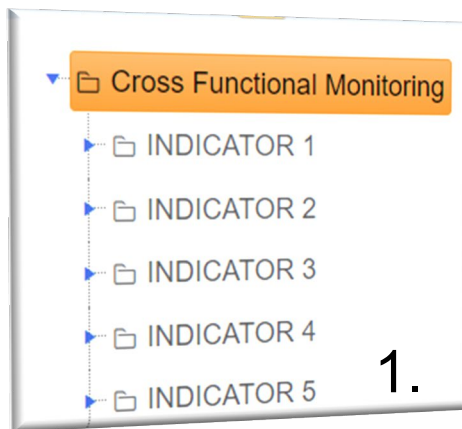 Cross Functional Monitoring
INDICATOR 1
INDICATOR 2
INDICATOR 3
INDICATOR 4
INDICATOR 5
1.